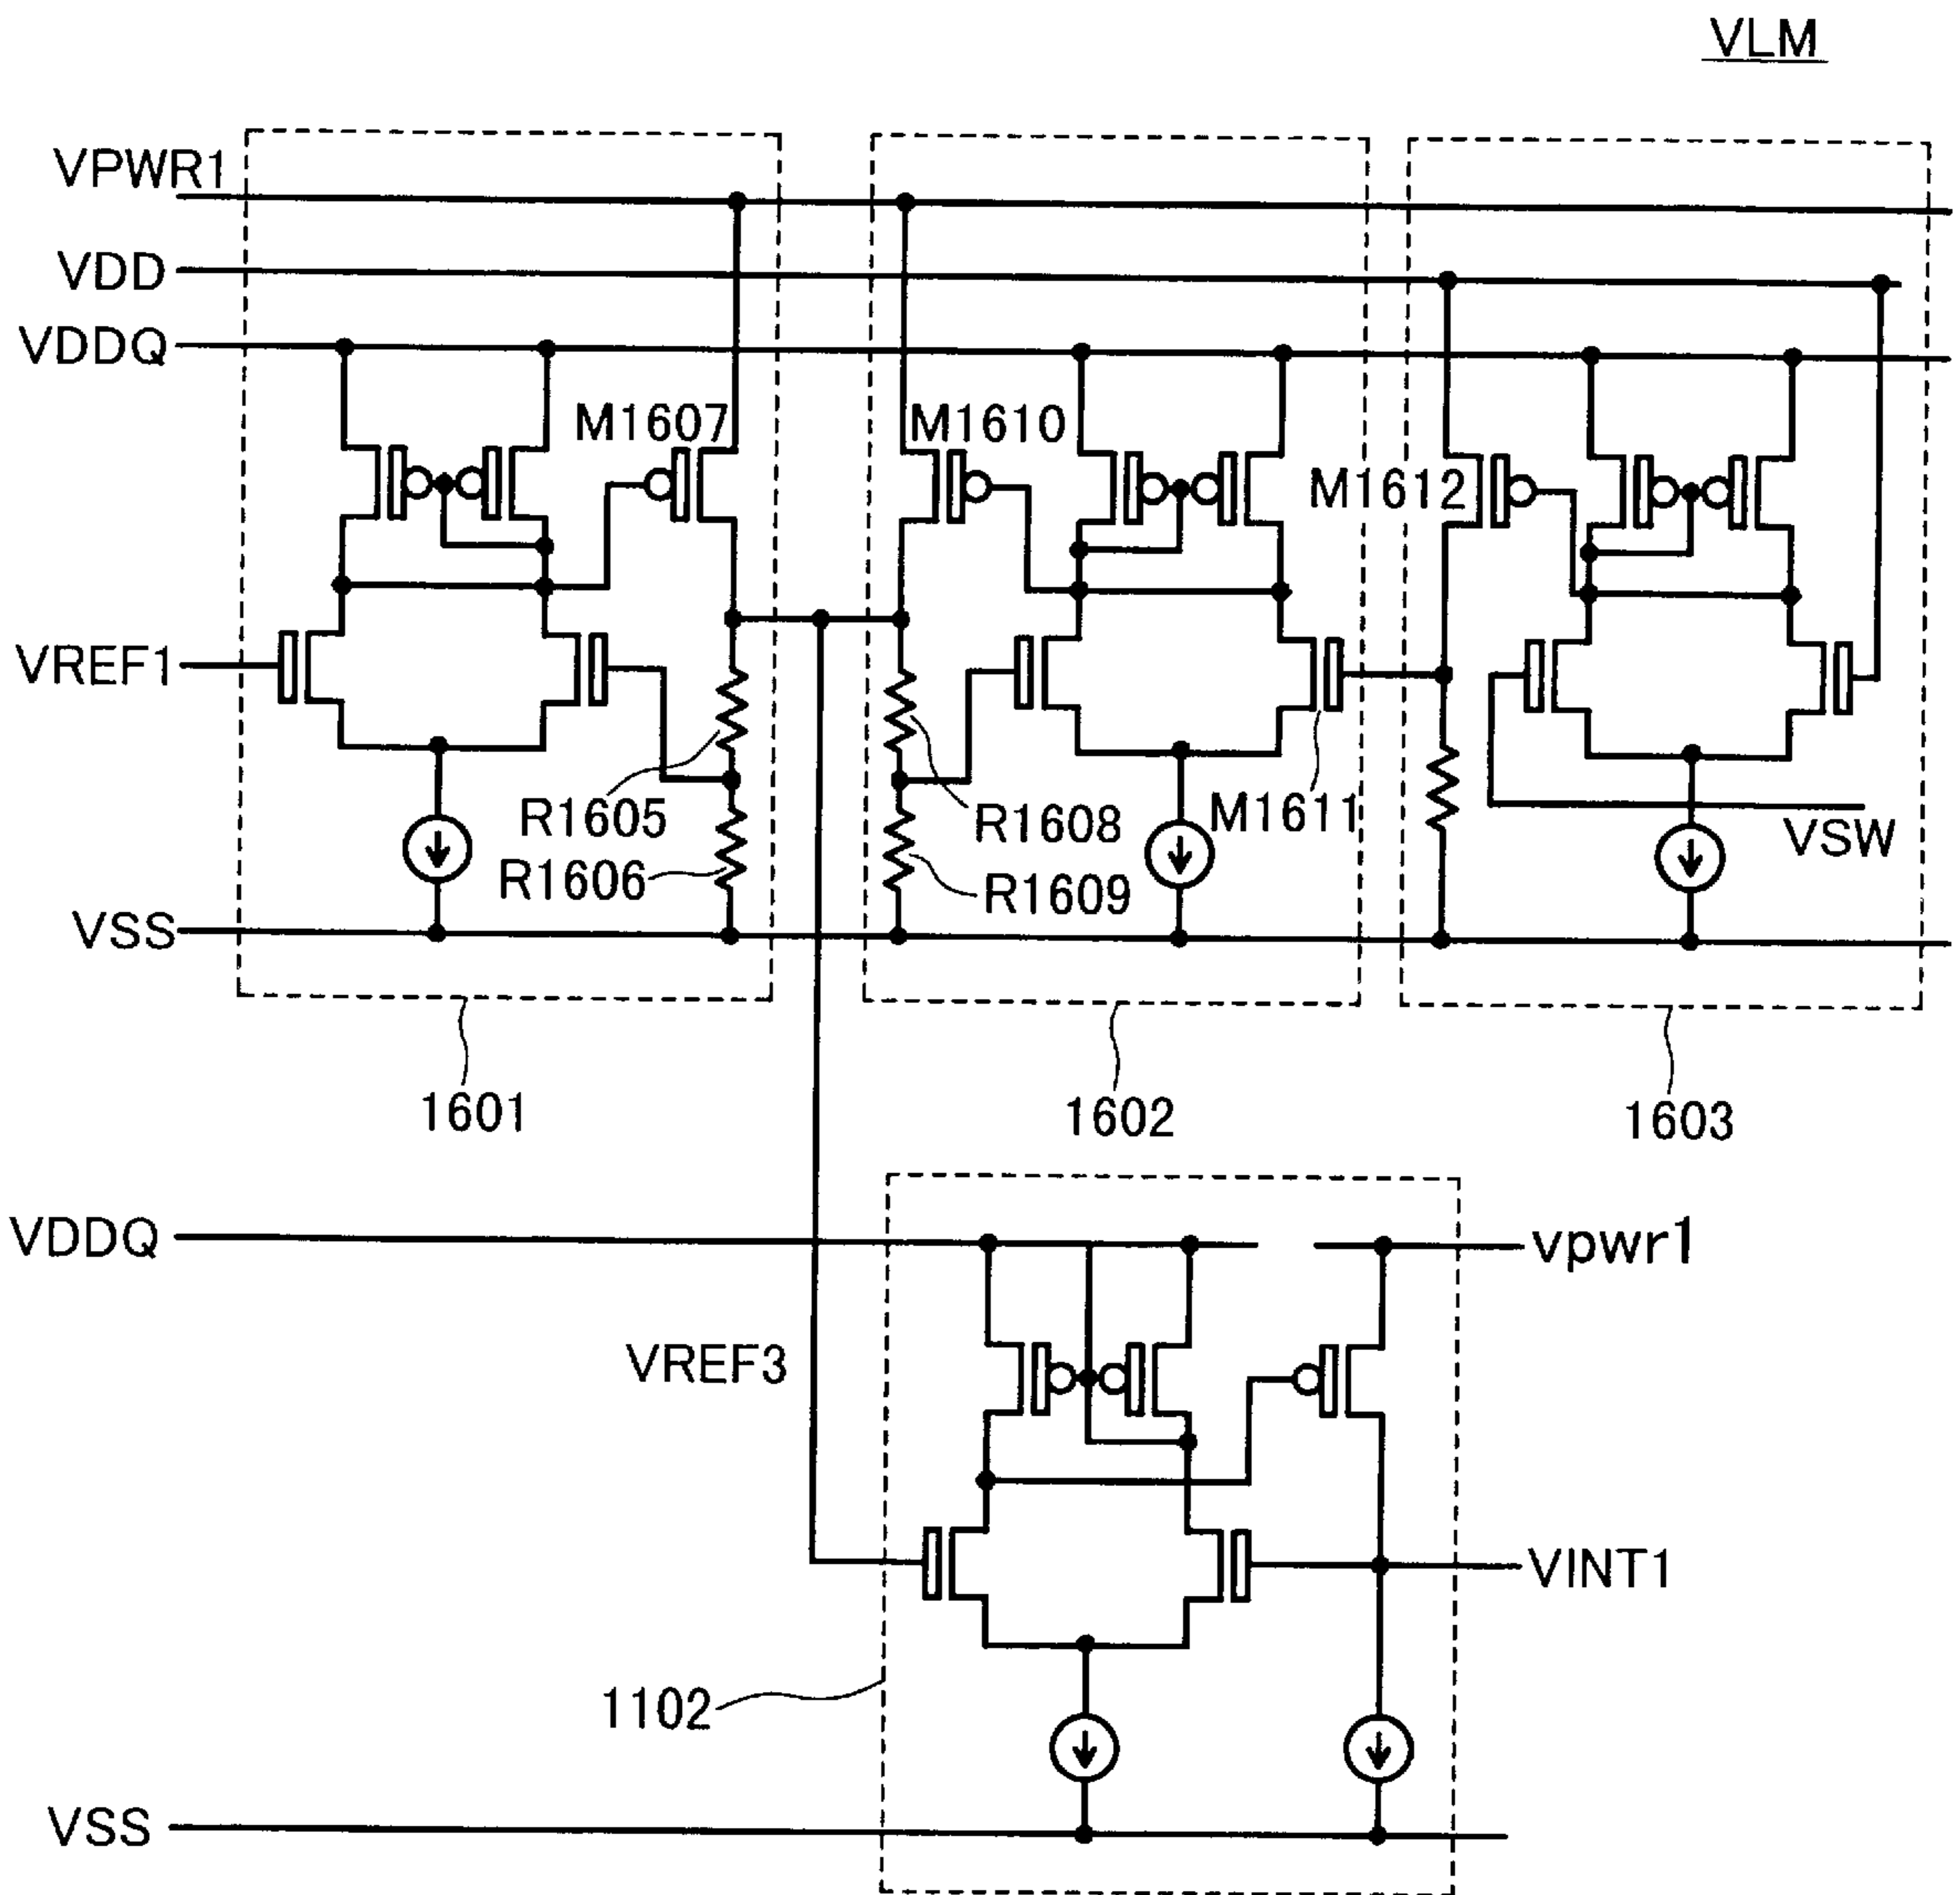 VLM
VPWR1
VDD
VDDQ
M1607
M1610
M1612
VREF1
R1605
R1606
R1608
R1609
M1611
VSW
VSS
1601
1602
1603
VDDQ
vpwr1
VREF3
VINT1
1102
VSS